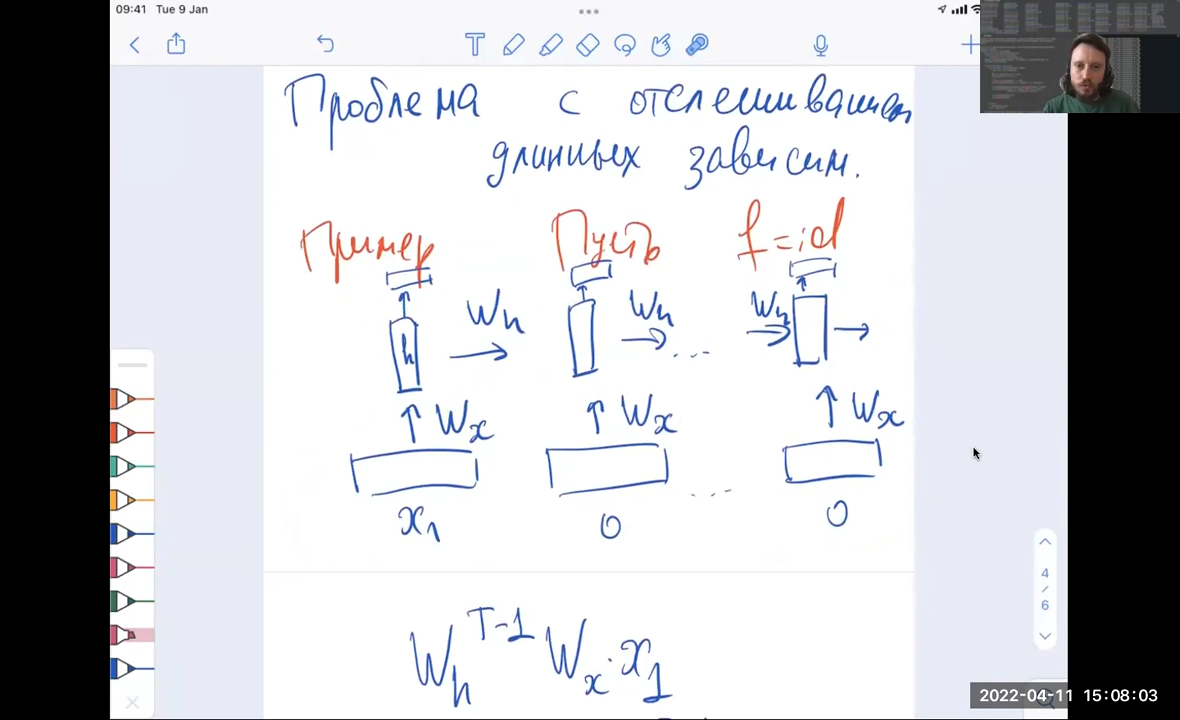 09:41 Tue 9 Jan
Проблема с отслеживанием
длинных зависим.
Пример Пусть f = id
W_h W_h W_h
h
W_x W_x W_x
x_1 0 0
W_h^{T-1} W_x · x_1
4
/
6
2022-04-11 15:08:03